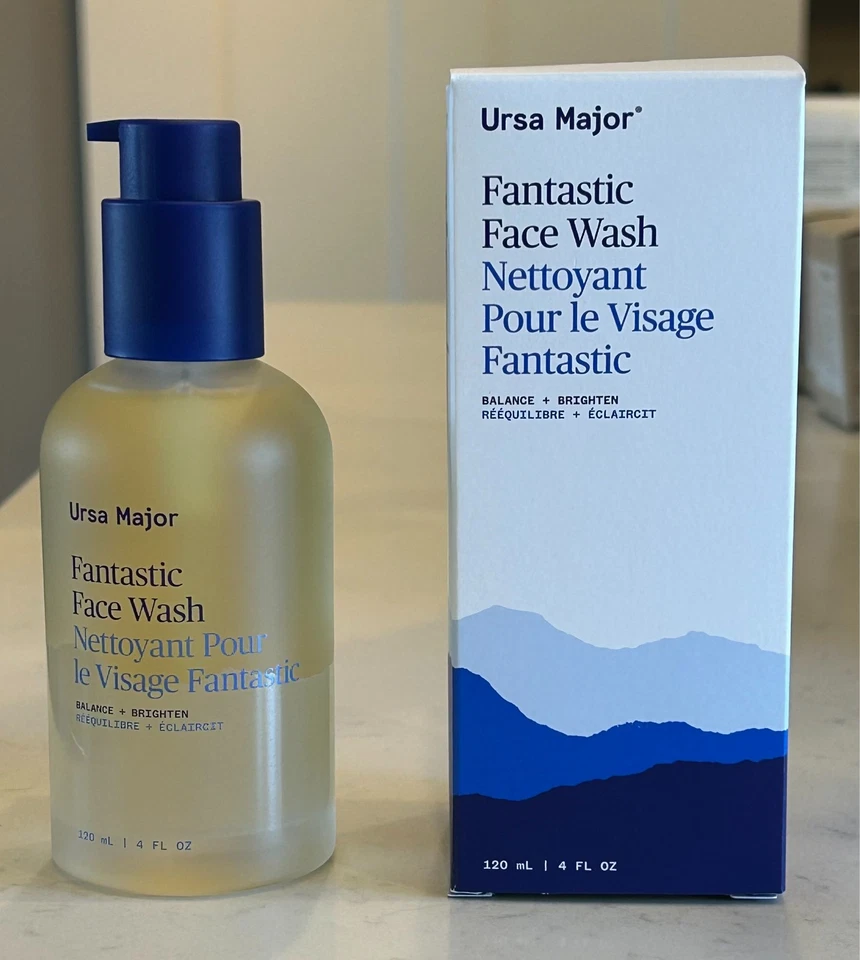 Ursa Major
Fantastic
Face Wash
Nettoyant Pour
le Visage Fantastic
BALANCE + BRIGHTEN
RÉÉQUILIBRE + ÉCLAIRCIT
120 mL | 4 FL OZ
Ursa Major®
Fantastic
Face Wash
Nettoyant
Pour le Visage
Fantastic
BALANCE + BRIGHTEN
RÉÉQUILIBRE + ÉCLAIRCIT
120 mL | 4 FL OZ